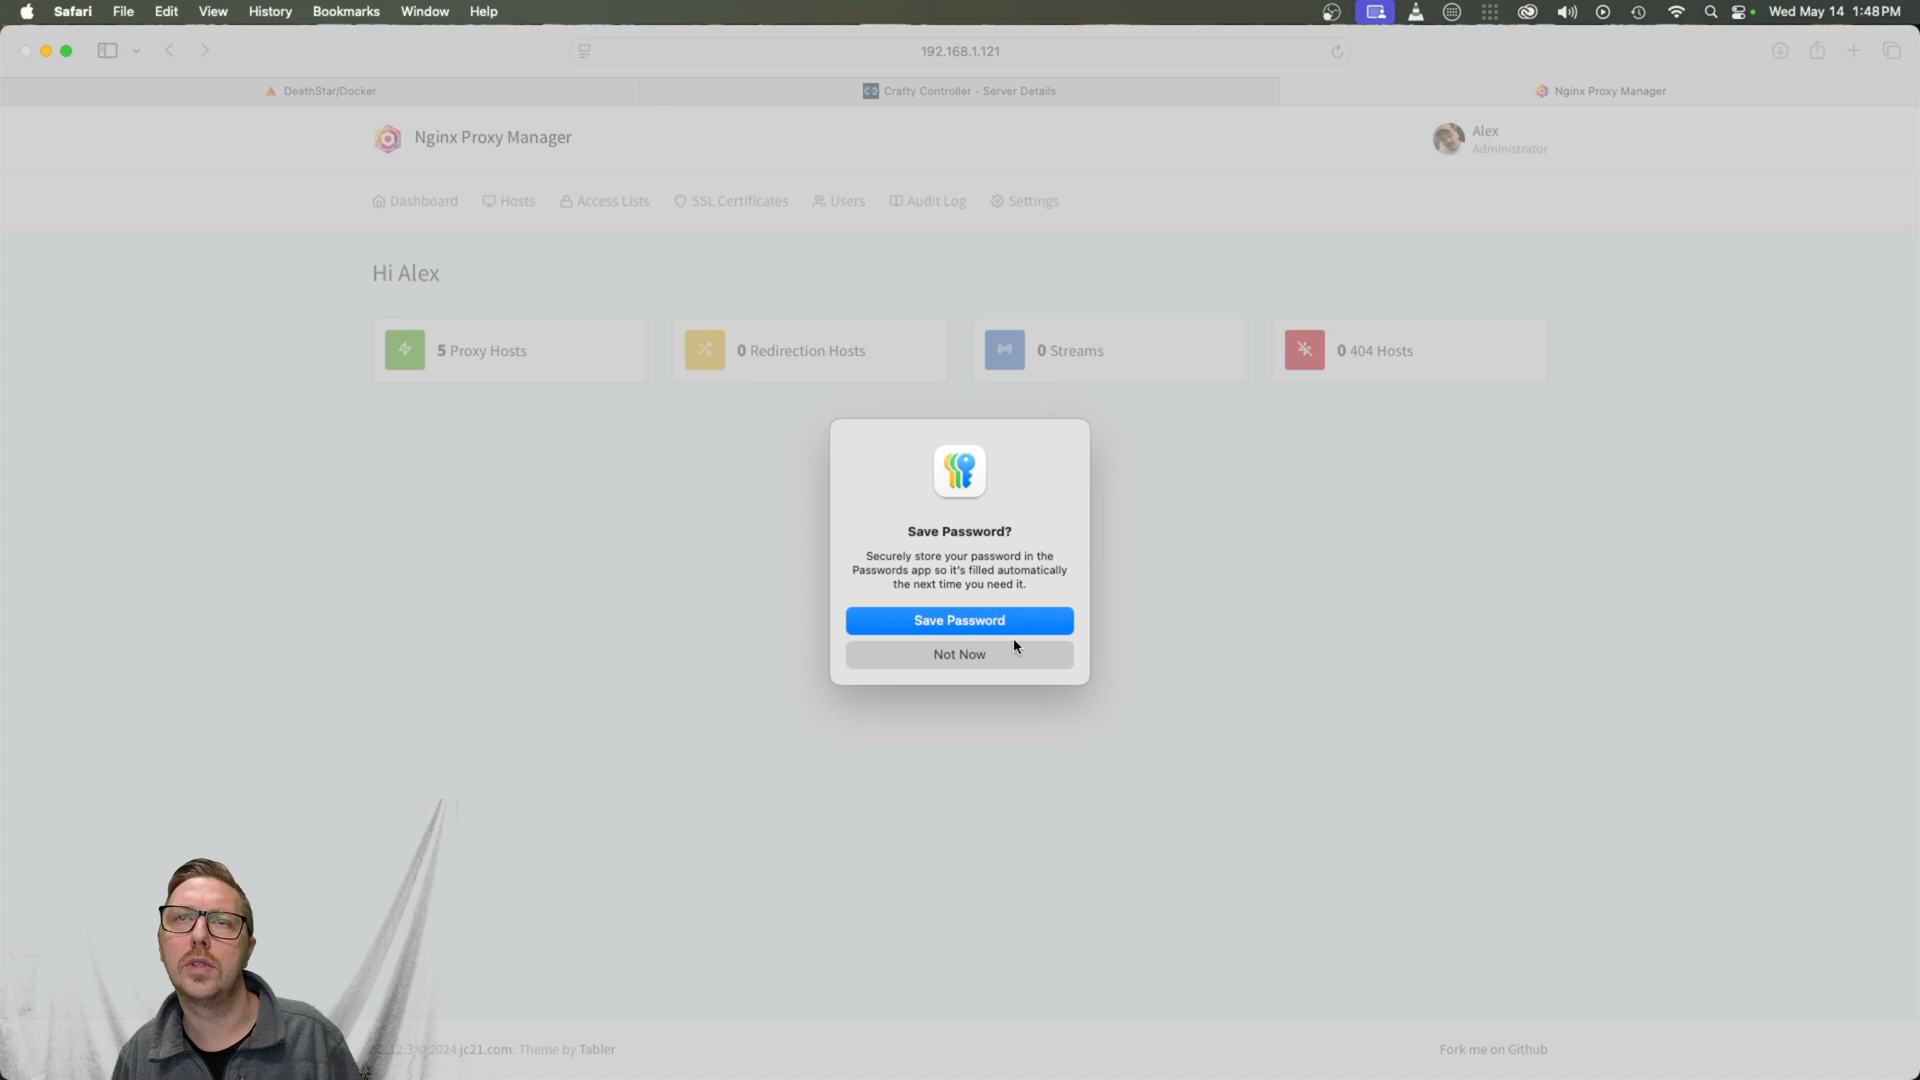 Safari File Edit View History Bookmarks Window Help
Wed May 14 1:48 PM
192.168.1.121
DeathStar/Docker
Crafty Controller - Server Details
Nginx Proxy Manager
Nginx Proxy Manager
Alex
Administrator
Dashboard Hosts Access Lists SSL Certificates Users Audit Log Settings
Hi Alex
5 Proxy Hosts
0 Redirection Hosts
0 Streams
0 404 Hosts
Save Password?
Securely store your password in the
Passwords app so it's filled automatically
the next time you need it.
Save Password
Not Now
2.12.3 © 2024 jc21.com. Theme by Tabler
Fork me on Github